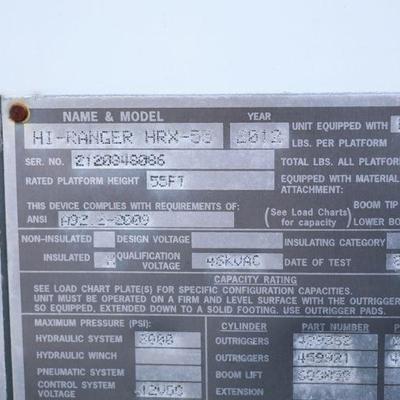 NAME & MODEL YEAR
HI-RANGER HRX-55 2012 UNIT EQUIPPED WITH
LBS. PER PLATFORM
SER. NO. 2120848086 TOTAL LBS. ALL PLATFORM
RATED PLATFORM HEIGHT 55FT EQUIPPED WITH MATERIAL
ATTACHMENT:
THIS DEVICE COMPLIES WITH REQUIREMENTS OF: BOOM TIP
ANSI A92.2-2009 (See Load Charts for capacity) LOWER BO
NON-INSULATED DESIGN VOLTAGE INSULATING CATEGORY
INSULATED QUALIFICATION VOLTAGE 46KVAC DATE OF TEST
CAPACITY RATING
SEE LOAD CHART PLATE/S FOR SPECIFIC CONFIGURATION CAPACITIES.
UNIT MUST BE OPERATED ON A FIRM AND LEVEL SURFACE WITH THE OUTRIGGER
SO EQUIPPED, EXTENDED DOWN TO A SOLID FOOTING. USE OUTRIGGER PADS.
MAXIMUM PRESSURE (PSI): CYLINDER PART NUMBER
HYDRAULIC SYSTEM 3000 OUTRIGGERS
HYDRAULIC WINCH OUTRIGGERS
PNEUMATIC SYSTEM BOOM LIFT
CONTROL SYSTEM VOLTAGE 12VDC EXTENSION